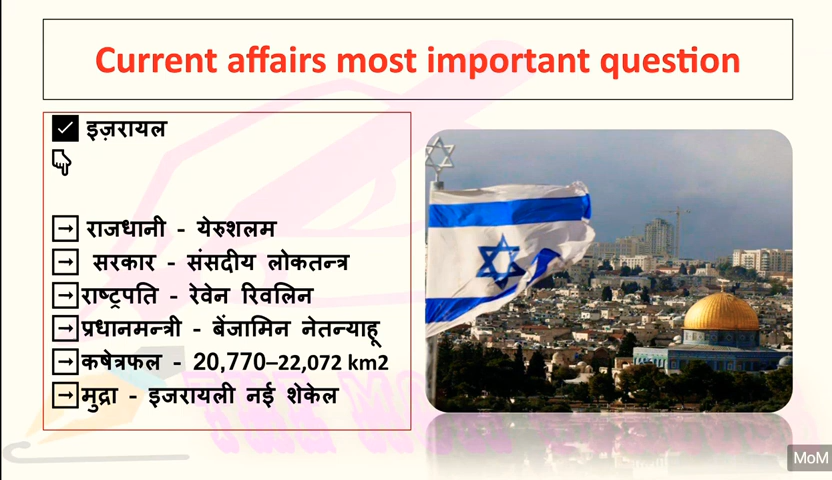 Current affairs most important question
इज़रायल
राजधानी - येरुशलम
सरकार - संसदीय लोकतन्त्र
राष्ट्रपति - रेवेन रिवलिन
प्रधानमन्त्री - बेंजामिन नेतन्याहू
कषेत्रफल - 20,770–22,072 km2
मुद्रा - इजरायली नई शेकेल
MoM